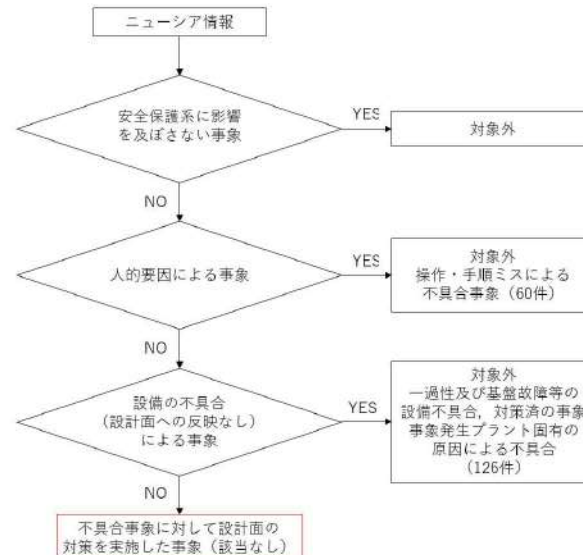 ニューシア情報
安全保護系に影響
を及ぼさない事象
YES
対象外
NO
人的要因による事象
YES
対象外
操作・手順ミスによる
不具合事象（60件）
NO
設備の不具合
（設計面への反映なし）
による事象
YES
対象外
一過性及び基盤故障等の
設備不具合，対策済の事象
事象発生プラント固有の
原因による不具合
（126件）
NO
不具合事象に対して設計面の
対策を実施した事象（該当なし）